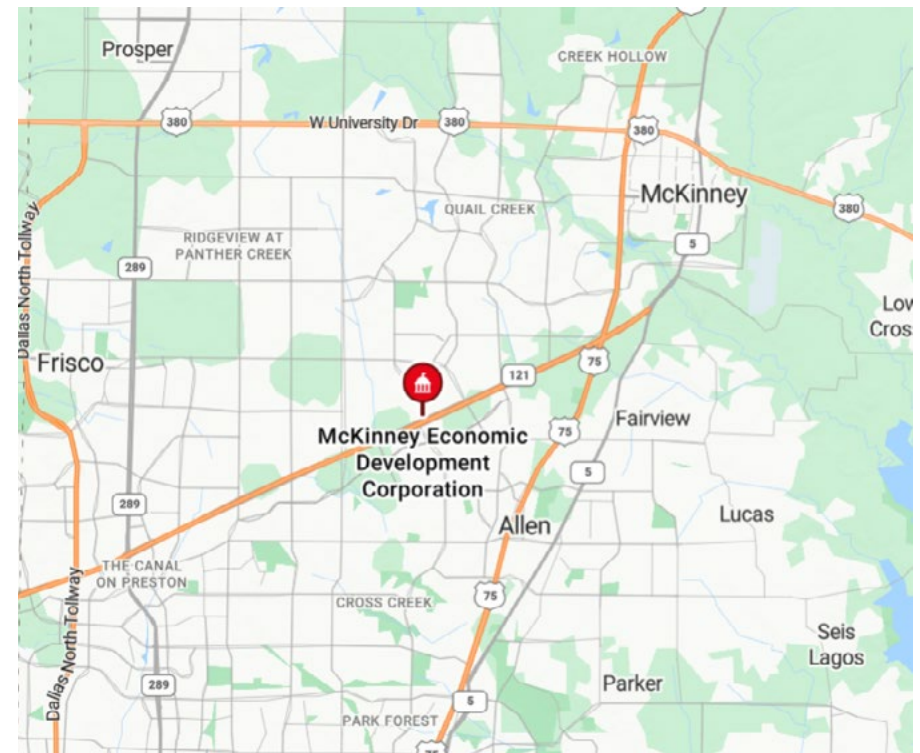 Prosper
CREEK HOLLOW
380
W University Dr
380
380
McKinney
380
QUAIL CREEK
RIDGEVIEW AT
PANTHER CREEK
5
289
Dallas North Tollway
Low
Cross
Frisco
75
121
Fairview
75
McKinney Economic
Development
Corporation
5
289
Lucas
Allen
THE CANAL
ON PRESTON
75
CROSS CREEK
Dallas North Tollway
Seis
Lagos
289
Parker
5
PARK FOREST
75